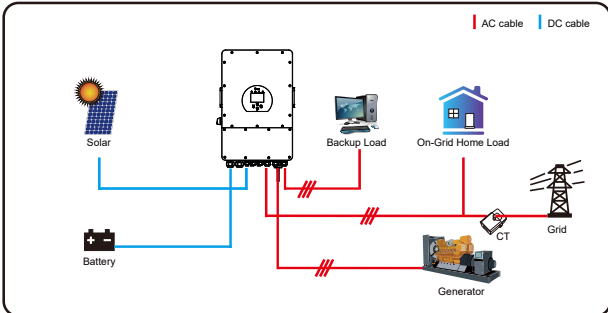 AC cable
DC cable
Solar
Backup Load
On-Grid Home Load
CT
Grid
Battery
Generator